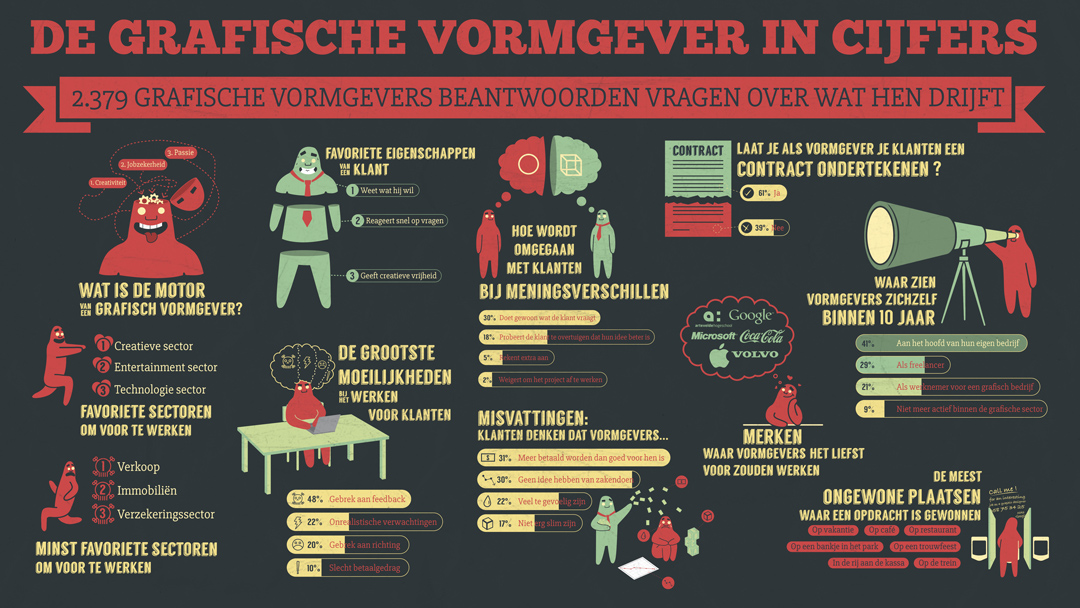 DE GRAFISCHE VORMGEVER IN CIJFERS
2.379 GRAFISCHE VORMGEVERS BEANTWOORDEN VRAGEN OVER WAT HEN DRIJFT
3. Passie
2. Jobzekerheid
1. Creativiteit
WAT IS DE MOTOR
VAN EEN GRAFISCH VORMGEVER?
FAVORIETE EIGENSCHAPPEN
VAN EEN KLANT
1 Weet wat hij wil
2 Reageert snel op vragen
3 Geeft creatieve vrijheid
HOE WORDT
OMGEGAAN
MET KLANTEN
BIJ MENINGSVERSCHILLEN
30% Doet gewoon wat de klant vraagt
18% Probeert de klant te overtuigen dat hun idee beter is
5% Rekent extra aan
2% Weigert om het project af te werken
CONTRACT
LAAT JE ALS VORMGEVER JE KLANTEN EEN
CONTRACT ONDERTEKENEN ?
61% Ja
39% Nee
WAAR ZIEN
VORMGEVERS ZICHZELF
BINNEN 10 JAAR
41% Aan het hoofd van hun eigen bedrijf
29% Als freelancer
21% Als werknemer voor een grafisch bedrijf
9% Niet meer actief binnen de grafische sector
1 Creatieve sector
2 Entertainment sector
3 Technologie sector
FAVORIETE SECTOREN
OM VOOR TE WERKEN
1 Verkoop
2 Immobiliën
3 Verzekeringssector
MINST FAVORIETE SECTOREN
OM VOOR TE WERKEN
DE GROOTSTE
MOEILIJKHEDEN
BIJ HET WERKEN
VOOR KLANTEN
48% Gebrek aan feedback
22% Onrealistische verwachtingen
20% Gebrek aan richting
10% Slecht betaalgedrag
MISVATTINGEN:
KLANTEN DENKEN DAT VORMGEVERS...
31% Meer betaald worden dan goed voor hen is
30% Geen idee hebben van zakendoen
22% Veel te gevoelig zijn
17% Niet erg slim zijn
a: Google
Microsoft Coca-Cola
VOLVO
MERKEN
WAAR VORMGEVERS HET LIEFST
VOOR ZOUDEN WERKEN
DE MEEST
ONGEWONE PLAATSEN
WAAR EEN OPDRACHT IS GEWONNEN
Op vakantie Op café Op restaurant
Op een bankje in het park Op een trouwfeest
In de rij aan de kassa Op de trein
Call me!